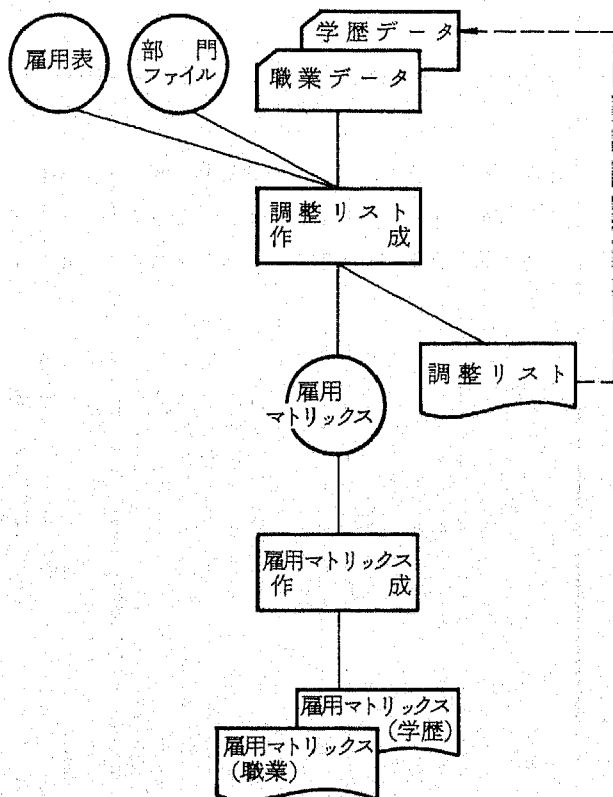 学歴データ
雇用表
部門
ファイル
職業データ
調整リスト
作成
調整リスト
雇用
マトリックス
雇用マトリックス
作成
雇用マトリックス
(学歴)
雇用マトリックス
(職業)